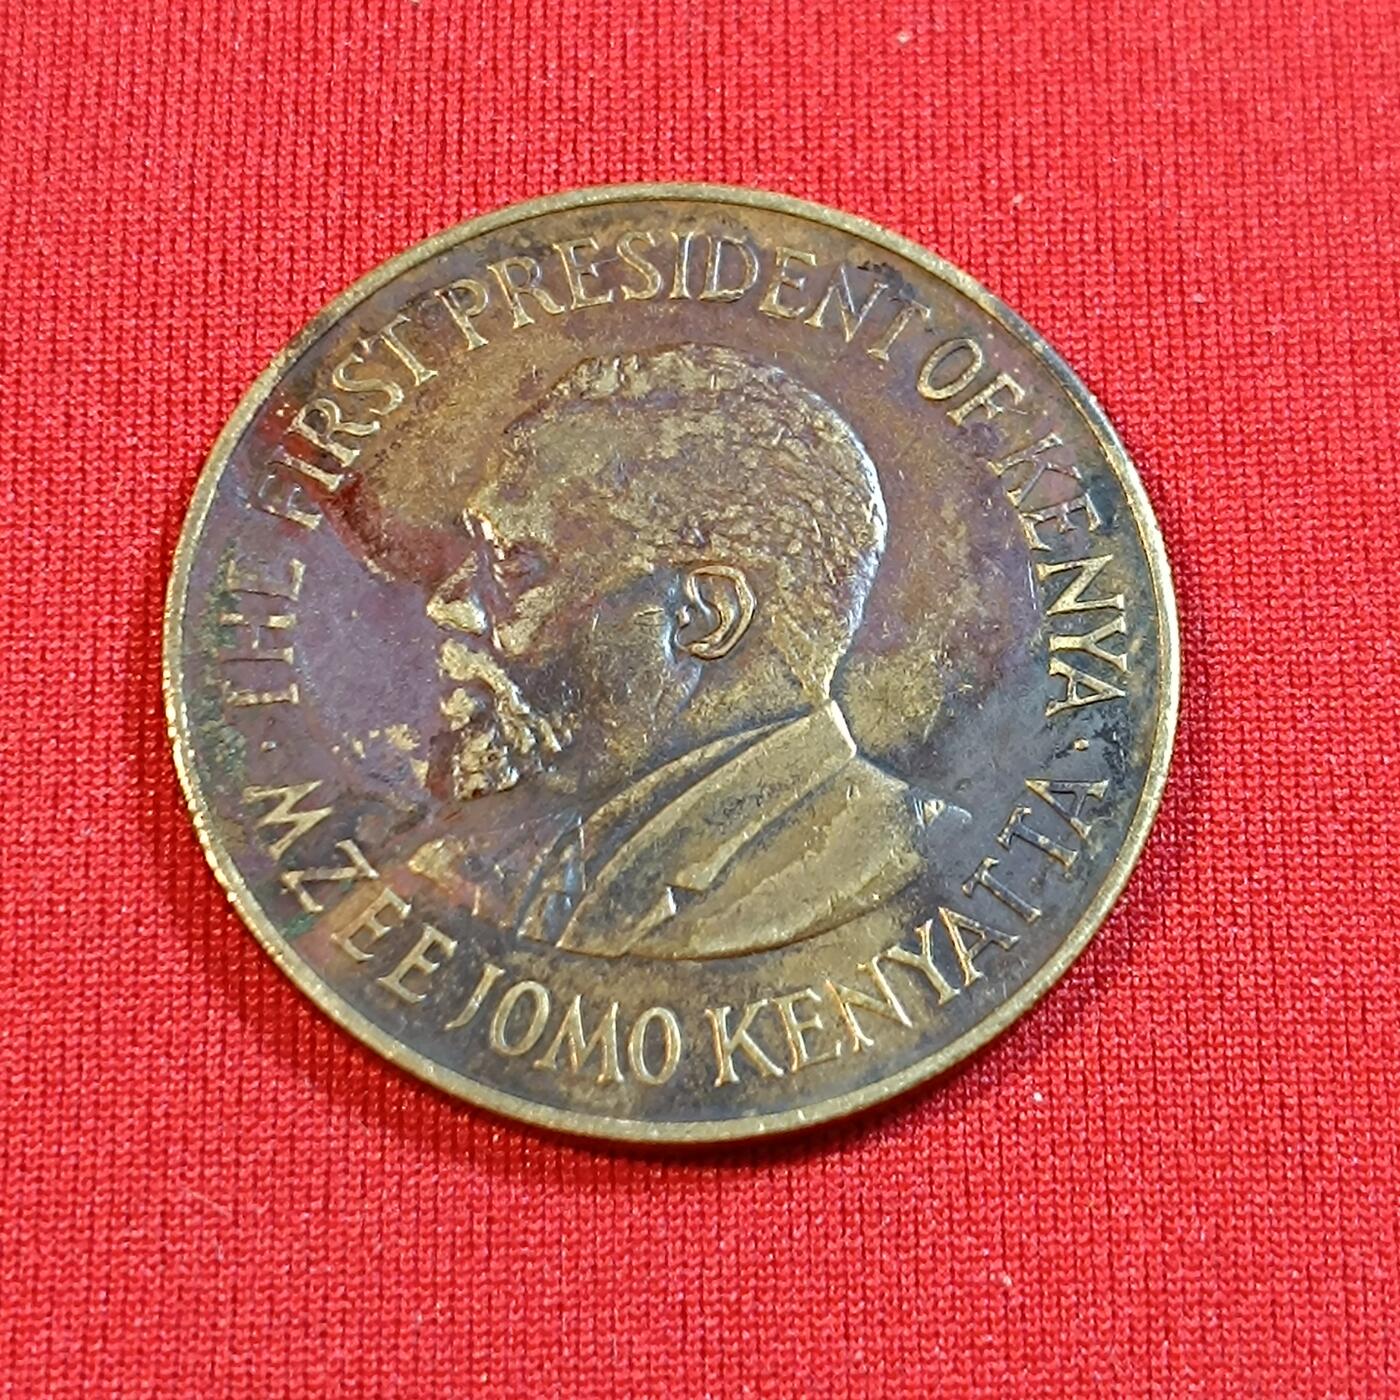 THE FIRST PRESIDENT OF KENYA ·
MZEE JOMO KENYATTA ·